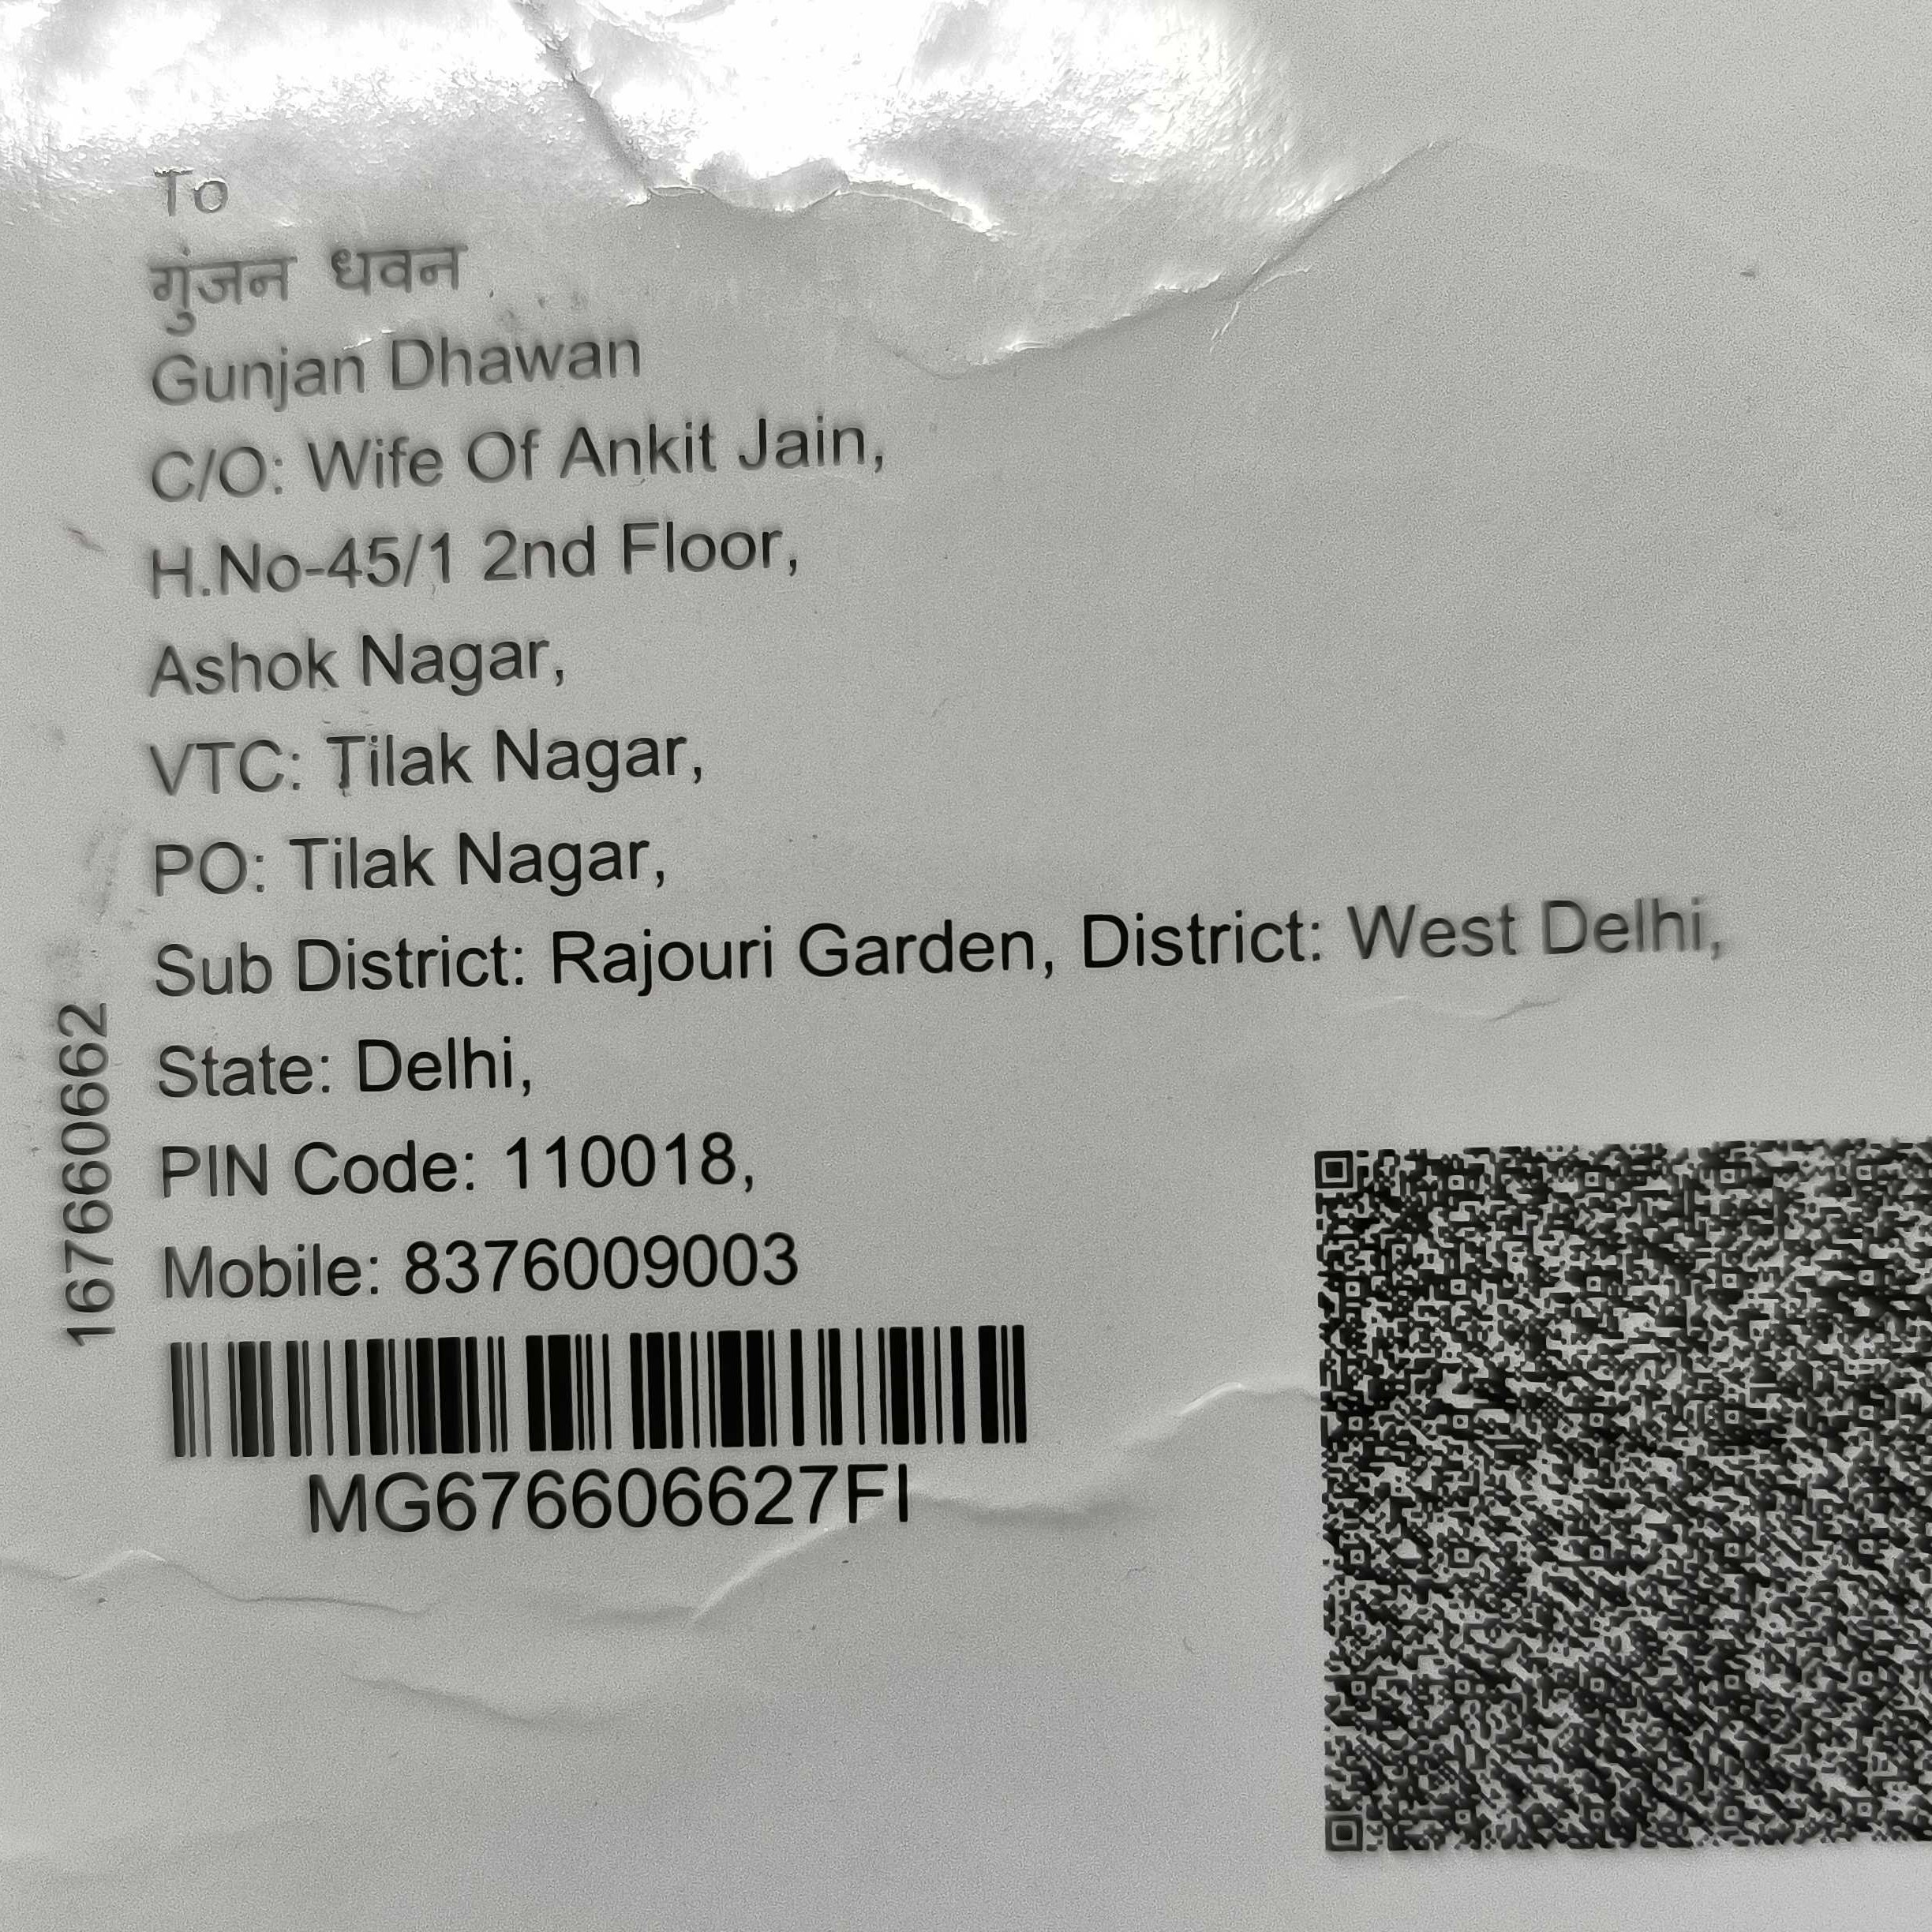 To
गुंजन धवन
Gunjan Dhawan
C/O: Wife Of Ankit Jain,
H.No-45/1 2nd Floor,
Ashok Nagar,
VTC: Tilak Nagar,
PO: Tilak Nagar,
Sub District: Rajouri Garden, District: West Delhi,
State: Delhi,
PIN Code: 110018,
Mobile: 8376009003
MG676606627FI
1676660662